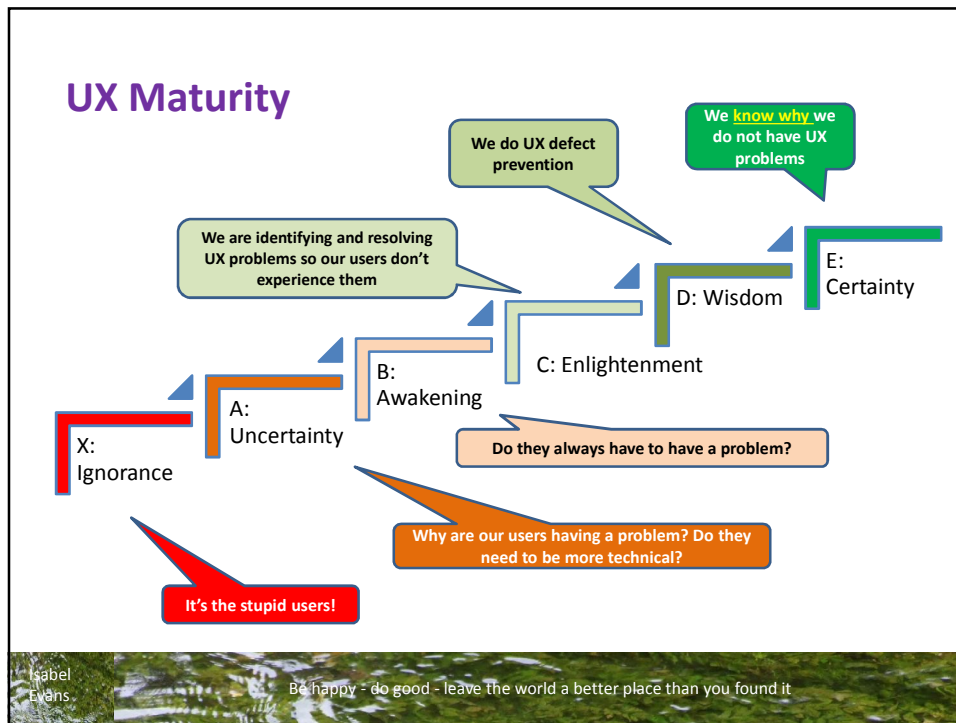 UX Maturity
We know why we
do not have UX
problems
We do UX defect
prevention
We are identifying and resolving
UX problems so our users don’t
experience them
E:
Certainty
D: Wisdom
C: Enlightenment
B:
Awakening
A:
Uncertainty
X:
Ignorance
Do they always have to have a problem?
Why are our users having a problem? Do they
need to be more technical?
It’s the stupid users!
Isabel
Evans
Be happy - do good - leave the world a better place than you found it